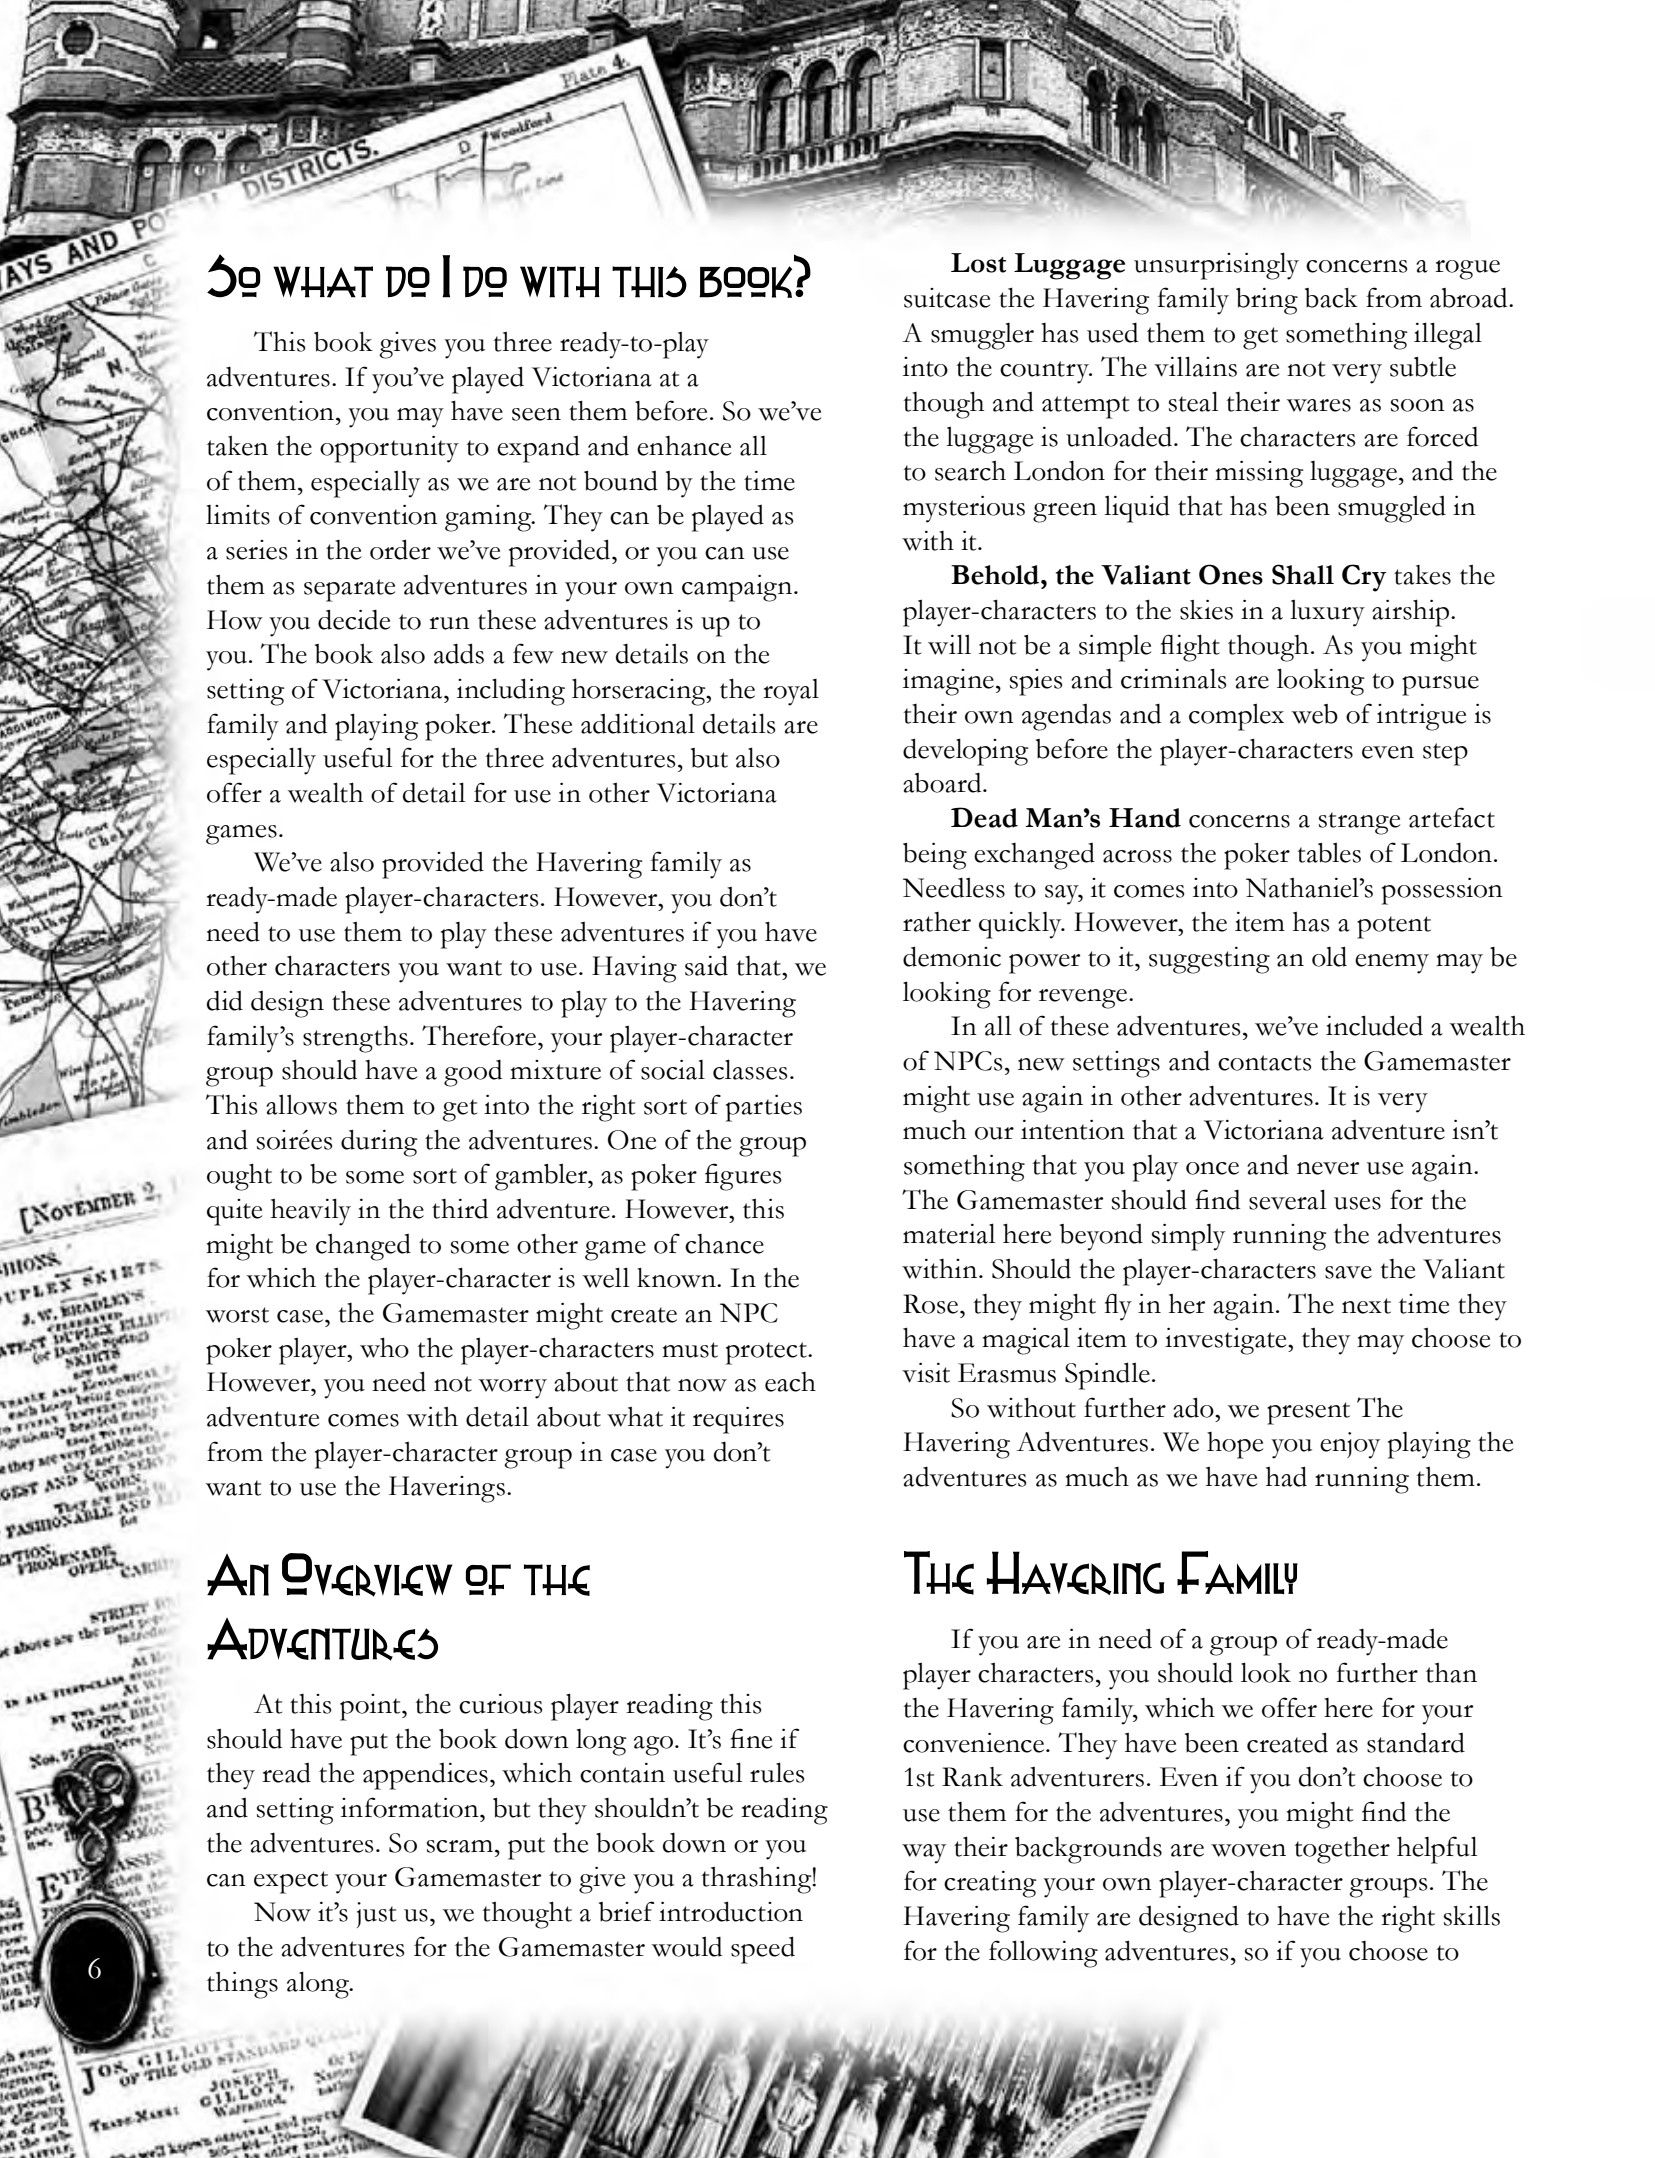 Plate 4.
DISTRICTS.
D
Woodford
AYS AND PO
C
So what do I do with this book?
This book gives you three ready-to-play
adventures. If you've played Victoriana at a
convention, you may have seen them before. So we've
taken the opportunity to expand and enhance all
of them, especially as we are not bound by the time
limits of convention gaming. They can be played as
a series in the order we've provided, or you can use
them as separate adventures in your own campaign.
How you decide to run these adventures is up to
you. The book also adds a few new details on the
setting of Victoriana, including horseracing, the royal
family and playing poker. These additional details are
especially useful for the three adventures, but also
offer a wealth of detail for use in other Victoriana
games.
We've also provided the Havering family as
ready-made player-characters. However, you don't
need to use them to play these adventures if you have
other characters you want to use. Having said that, we
did design these adventures to play to the Havering
family's strengths. Therefore, your player-character
group should have a good mixture of social classes.
This allows them to get into the right sort of parties
and soirées during the adventures. One of the group
ought to be some sort of gambler, as poker figures
quite heavily in the third adventure. However, this
might be changed to some other game of chance
for which the player-character is well known. In the
worst case, the Gamemaster might create an NPC
poker player, who the player-characters must protect.
However, you need not worry about that now as each
adventure comes with detail about what it requires
from the player-character group in case you don't
want to use the Haverings.
An Overview of the
Adventures
At this point, the curious player reading this
should have put the book down long ago. It's fine if
they read the appendices, which contain useful rules
and setting information, but they shouldn't be reading
the adventures. So scram, put the book down or you
can expect your Gamemaster to give you a thrashing!
Now it's just us, we thought a brief introduction
to the adventures for the Gamemaster would speed
things along.
Lost Luggage unsurprisingly concerns a rogue
suitcase the Havering family bring back from abroad.
A smuggler has used them to get something illegal
into the country. The villains are not very subtle
though and attempt to steal their wares as soon as
the luggage is unloaded. The characters are forced
to search London for their missing luggage, and the
mysterious green liquid that has been smuggled in
with it.
Behold, the Valiant Ones Shall Cry takes the
player-characters to the skies in a luxury airship.
It will not be a simple flight though. As you might
imagine, spies and criminals are looking to pursue
their own agendas and a complex web of intrigue is
developing before the player-characters even step
aboard.
Dead Man's Hand concerns a strange artefact
being exchanged across the poker tables of London.
Needless to say, it comes into Nathaniel's possession
rather quickly. However, the item has a potent
demonic power to it, suggesting an old enemy may be
looking for revenge.
In all of these adventures, we've included a wealth
of NPCs, new settings and contacts the Gamemaster
might use again in other adventures. It is very
much our intention that a Victoriana adventure isn't
something that you play once and never use again.
The Gamemaster should find several uses for the
material here beyond simply running the adventures
within. Should the player-characters save the Valiant
Rose, they might fly in her again. The next time they
have a magical item to investigate, they may choose to
visit Erasmus Spindle.
So without further ado, we present The
Havering Adventures. We hope you enjoy playing the
adventures as much as we have had running them.
The Havering Family
If you are in need of a group of ready-made
player characters, you should look no further than
the Havering family, which we offer here for your
convenience. They have been created as standard
1st Rank adventurers. Even if you don't choose to
use them for the adventures, you might find the
way their backgrounds are woven together helpful
for creating your own player-character groups. The
Havering family are designed to have the right skills
for the following adventures, so if you choose to
[NOVEMBER 2,
UPLEX SKIRTS
J. W. BRADLEY'S
SKIRTS
FASHIONABLE AND
PROMENADE,
OPERA,
STREET
6
JOS. GILLOTT
OF THE OLD STANDARD
JOSEPH
GILLOTT,
Warranted.
TRADE-MARK: